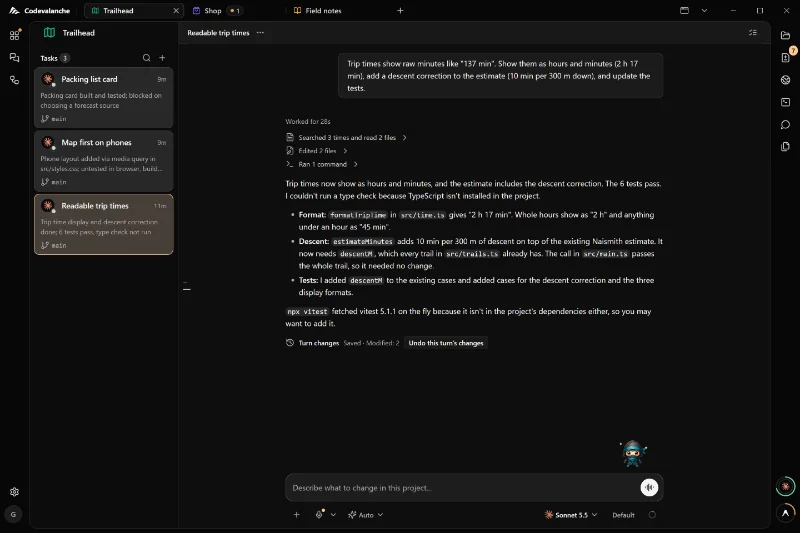 Codevalanche
Trailhead
Shop
1
Field notes
Trailhead
Tasks 3
Packing list card 9m
Packing card built and tested; blocked on
choosing a forecast source
main
Map first on phones 9m
Phone layout added via media query in
src/styles.css; untested in browser, build...
main
Readable trip times 11m
Trip time display and descent correction
done; 6 tests pass, type check not run
main
G
Readable trip times
Trip times show raw minutes like "137 min". Show them as hours and minutes (2 h 17
min), add a descent correction to the estimate (10 min per 300 m down), and update the
tests.
Worked for 28s
Searched 3 times and read 2 files
Edited 2 files
Ran 1 command
Trip times now show as hours and minutes, and the estimate includes the descent correction. The 6 tests pass.
I couldn't run a type check because TypeScript isn't installed in the project.
• Format: formatTripTime in src/time.ts gives "2 h 17 min". Whole hours show as "2 h" and anything
under an hour as "45 min".
• Descent: estimateMinutes adds 10 min per 300 m of descent on top of the existing Naismith estimate. It
now needs descentM, which every trail in src/trails.ts already has. The call in src/main.ts passes
the whole trail, so it needed no change.
• Tests: I added descentM to the existing cases and added cases for the descent correction and the three
display formats.
npx vitest fetched vitest 5.1.1 on the fly because it isn't in the project's dependencies either, so you may
want to add it.
Turn changes Saved · Modified: 2 Undo this turn's changes
Describe what to change in this project...
Auto
Sonnet 5.5
Default
7